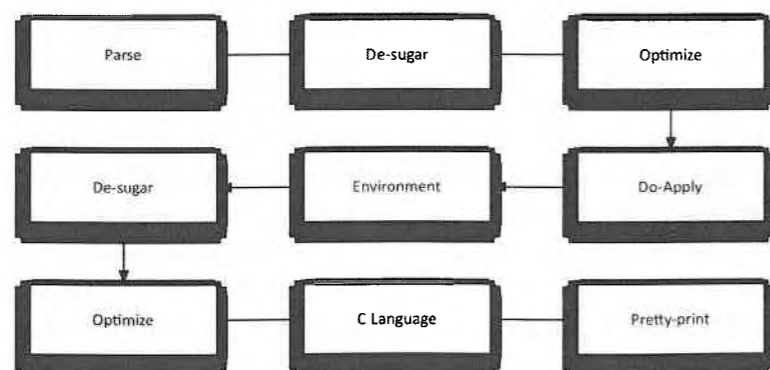 Parse
De-sugar
Optimize
De-sugar
Environment
Do-Apply
Optimize
C Language
Pretty-print